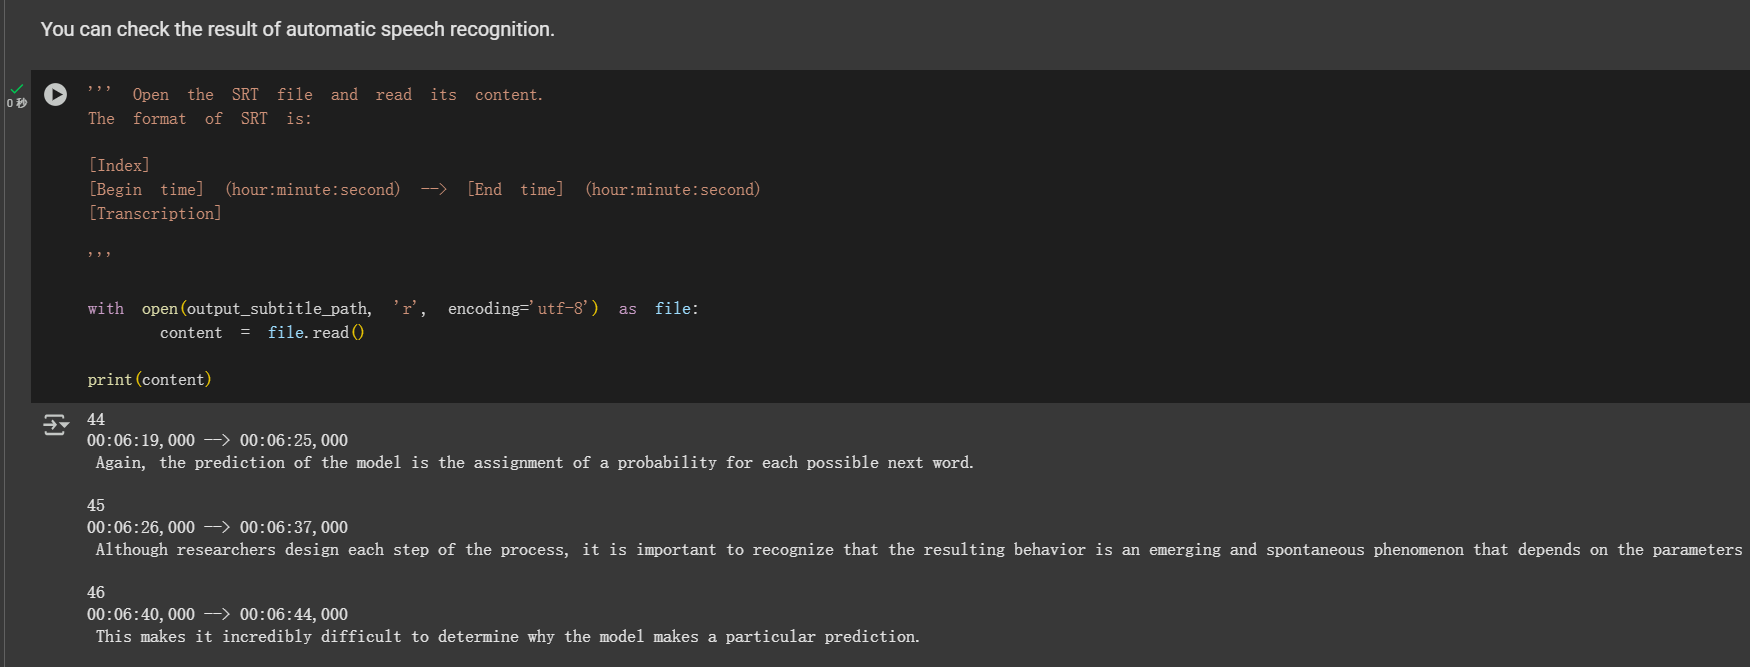 You can check the result of automatic speech recognition.
0 秒
''' Open the SRT file and read its content.
The format of SRT is:
[Index]
[Begin time] (hour:minute:second) --> [End time] (hour:minute:second)
[Transcription]
'''
with open(output_subtitle_path, 'r', encoding='utf-8') as file:
content = file.read()
print(content)
44
00:06:19,000 --> 00:06:25,000
Again, the prediction of the model is the assignment of a probability for each possible next word.
45
00:06:26,000 --> 00:06:37,000
Although researchers design each step of the process, it is important to recognize that the resulting behavior is an emerging and spontaneous phenomenon that depends on the parameters
46
00:06:40,000 --> 00:06:44,000
This makes it incredibly difficult to determine why the model makes a particular prediction.